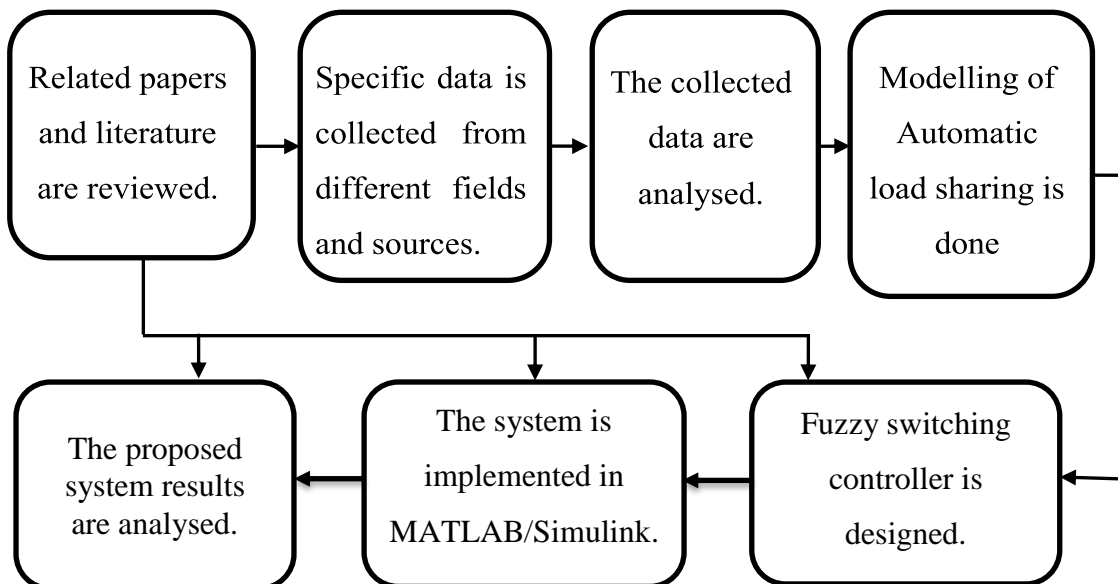 Related papers
and literature
are reviewed.
Specific data is
collected from
different fields
and sources.
The collected
data are
analysed.
Modelling of
Automatic
load sharing is
done
The proposed
system results
are analysed.
The system is
implemented in
MATLAB/Simulink.
Fuzzy switching
controller is
designed.